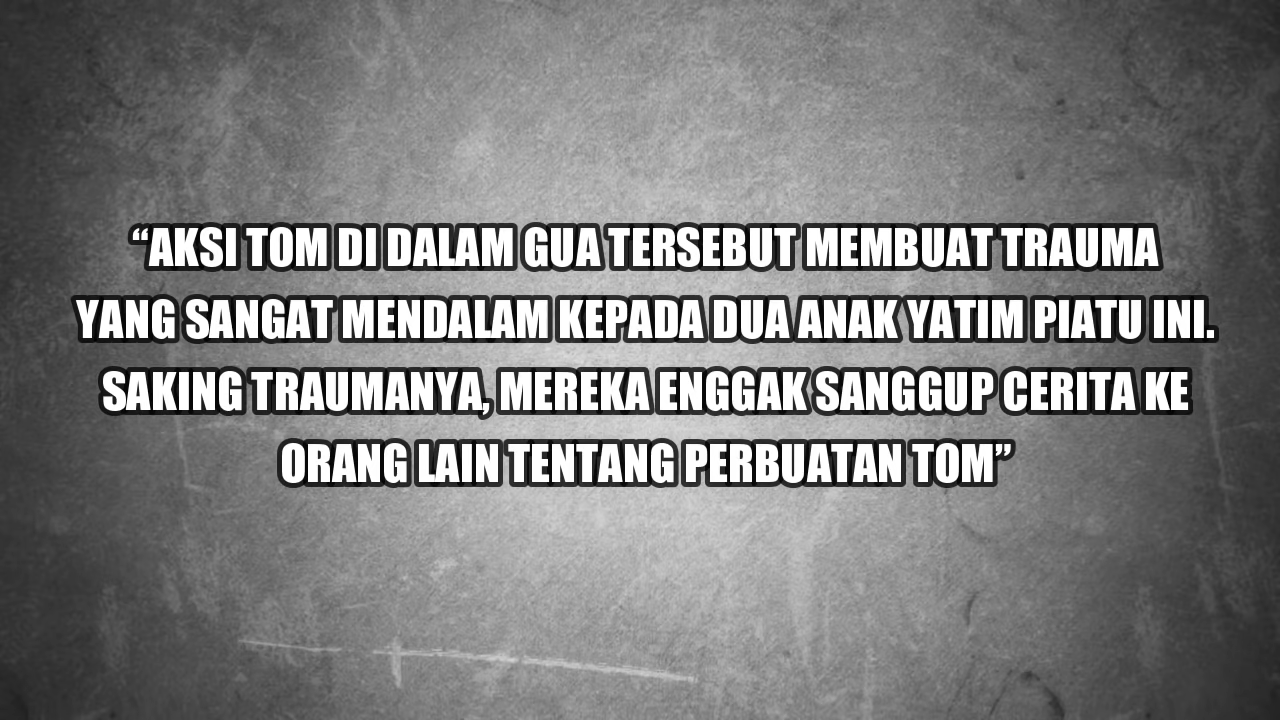 “AKSI TOM DI DALAM GUA TERSEBUT MEMBUAT TRAUMA
YANG SANGAT MENDALAM KEPADA DUA ANAK YATIM PIATU INI.
SAKING TRAUMANYA, MEREKA ENGGAK SANGGUP CERITA KE
ORANG LAIN TENTANG PERBUATAN TOM”